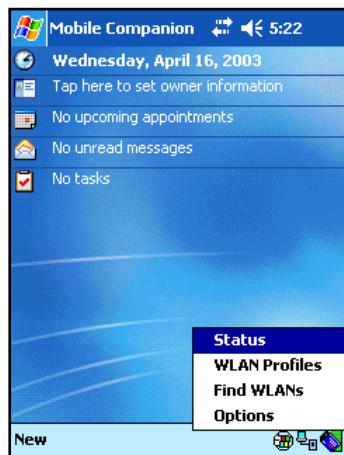 Mobile Companion 5:22
Wednesday, April 16, 2003
Tap here to set owner information
No upcoming appointments
No unread messages
No tasks
Status
WLAN Profiles
Find WLANs
Options
New